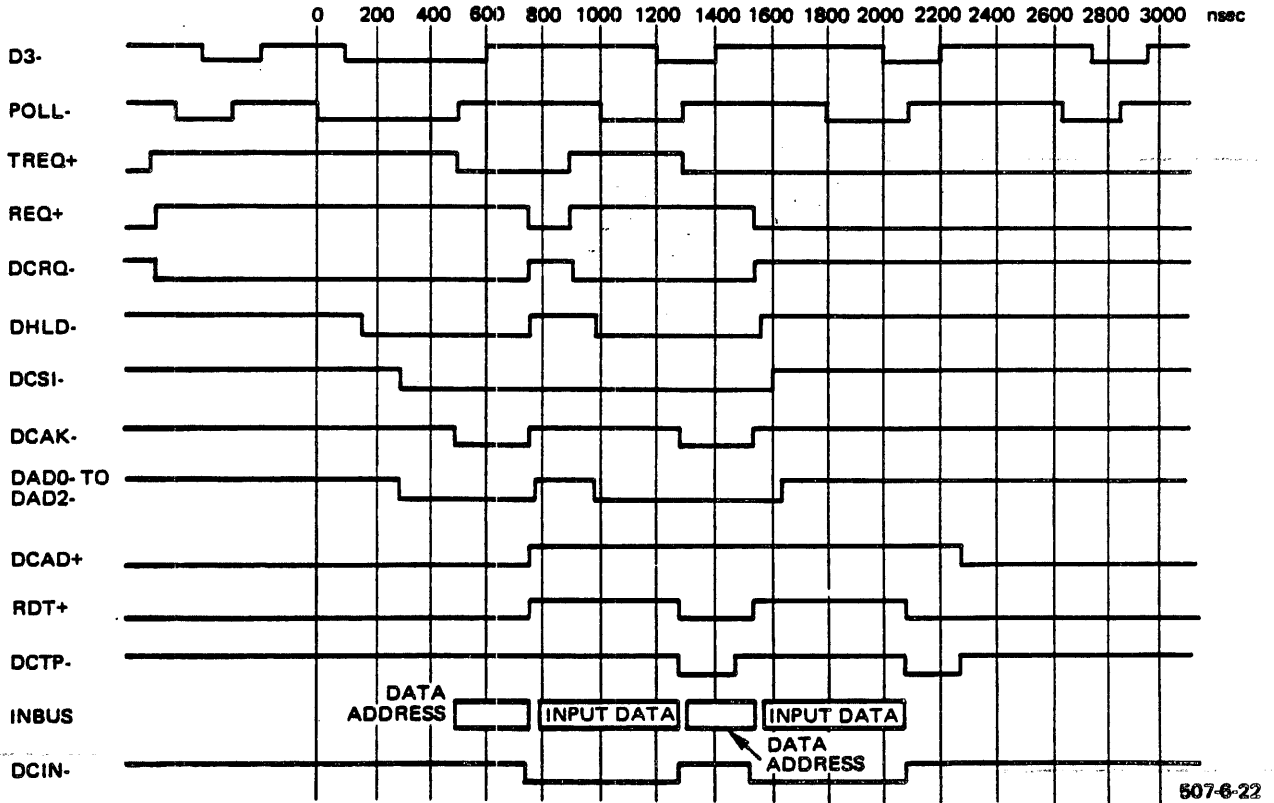 0 200 400 600 800 1000 1200 1400 1600 1800 2000 2200 2400 2600 2800 3000 nsec
D3-
POLL-
TREQ+
REQ+
DCRQ-
DHLD-
DCSI-
DCAK-
DAD0- TO
DAD2-
DCAD+
RDT+
DCTP-
INBUS
DATA
ADDRESS
INPUT DATA
INPUT DATA
DATA
ADDRESS
DCIN-
507-6-22